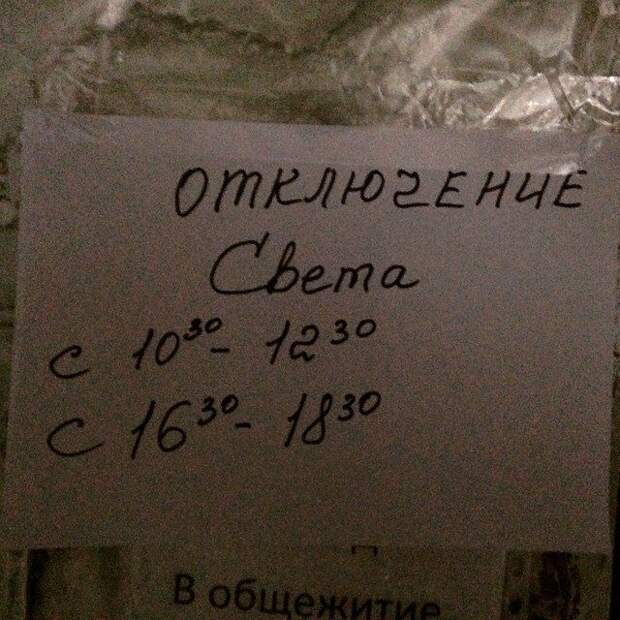 ОТКЛЮЧЕНИЕ
Света
с 10³⁰- 12³⁰
с 16³⁰- 18³⁰
В общежитие